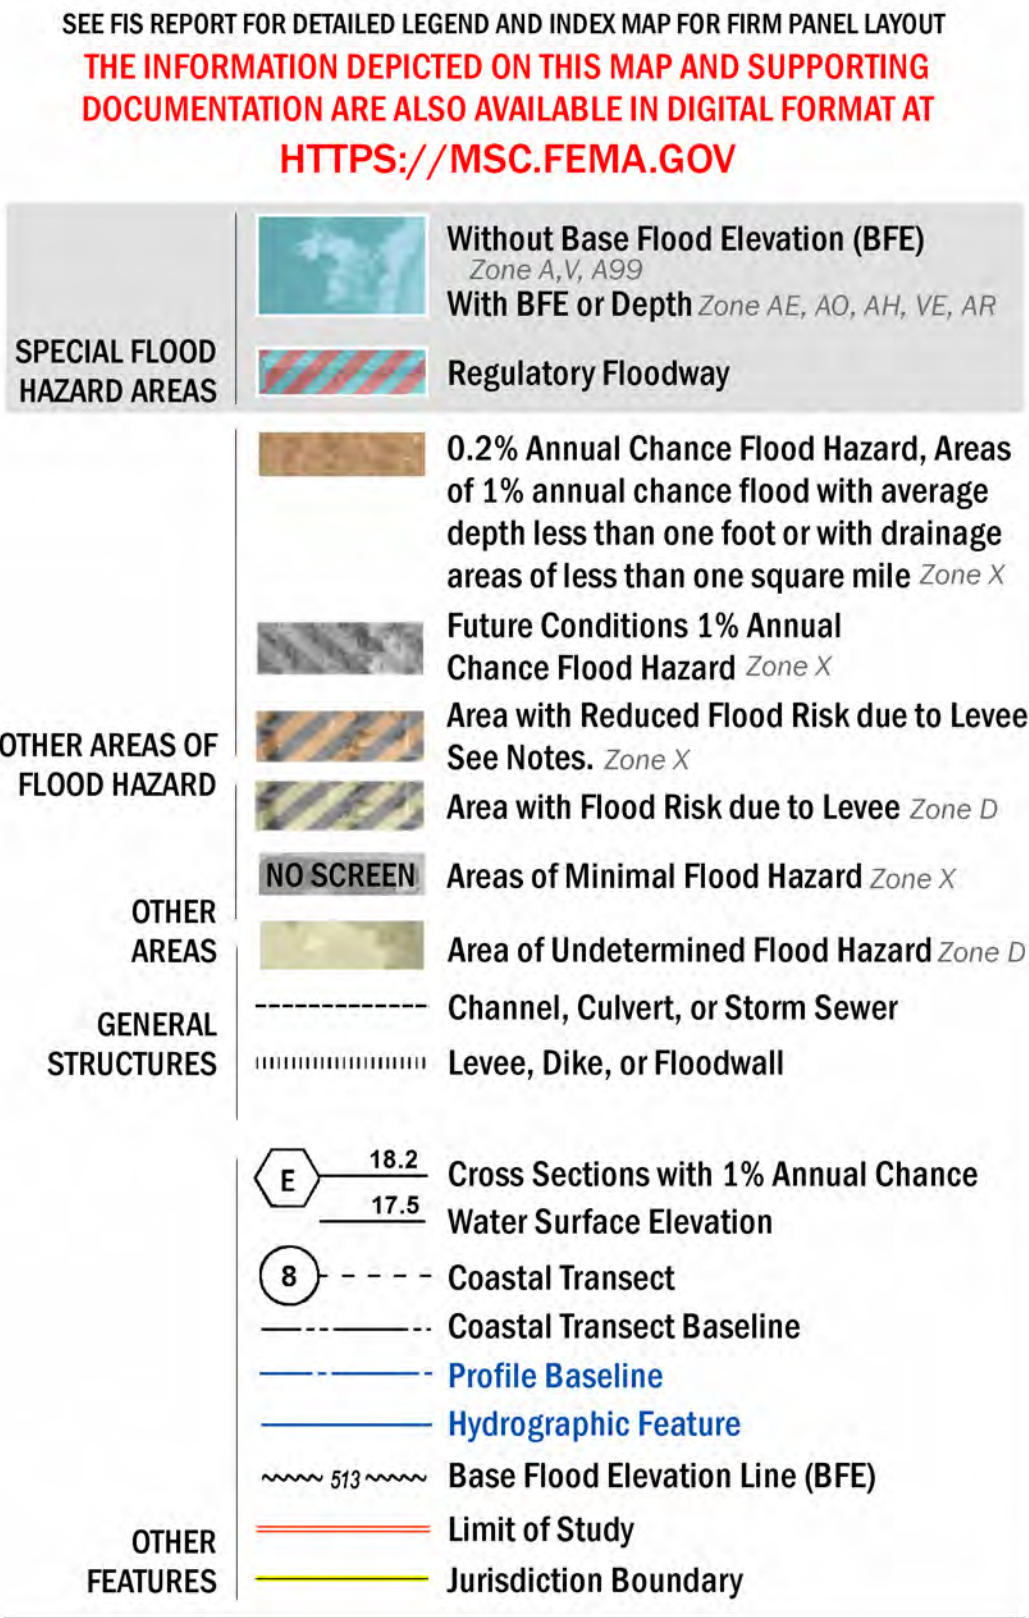 SEE FIS REPORT FOR DETAILED LEGEND AND INDEX MAP FOR FIRM PANEL LAYOUT
THE INFORMATION DEPICTED ON THIS MAP AND SUPPORTING
DOCUMENTATION ARE ALSO AVAILABLE IN DIGITAL FORMAT AT
HTTPS://MSC.FEMA.GOV
SPECIAL FLOOD
HAZARD AREAS
Without Base Flood Elevation (BFE)
Zone A,V, A99
With BFE or Depth Zone AE, AO, AH, VE, AR
Regulatory Floodway
OTHER AREAS OF
FLOOD HAZARD
0.2% Annual Chance Flood Hazard, Areas
of 1% annual chance flood with average
depth less than one foot or with drainage
areas of less than one square mile Zone X
Future Conditions 1% Annual
Chance Flood Hazard Zone X
Area with Reduced Flood Risk due to Levee
See Notes. Zone X
Area with Flood Risk due to Levee Zone D
OTHER
AREAS
NO SCREEN Areas of Minimal Flood Hazard Zone X
Area of Undetermined Flood Hazard Zone D
GENERAL
STRUCTURES
Channel, Culvert, or Storm Sewer
Levee, Dike, or Floodwall
OTHER
FEATURES
E 18.2 Cross Sections with 1% Annual Chance
17.5 Water Surface Elevation
8 Coastal Transect
Coastal Transect Baseline
Profile Baseline
Hydrographic Feature
513 Base Flood Elevation Line (BFE)
Limit of Study
Jurisdiction Boundary